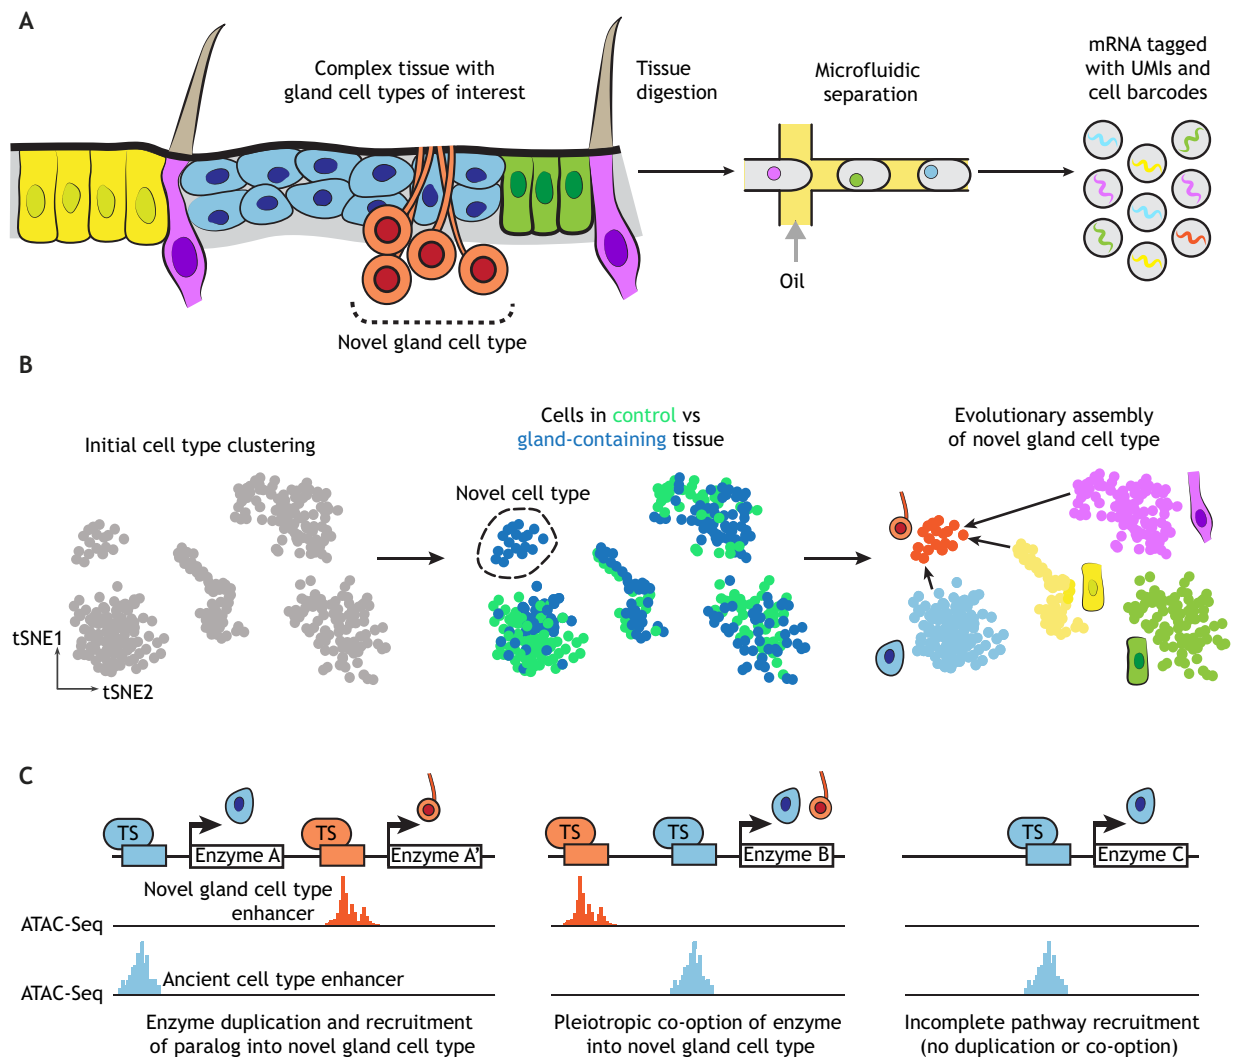 A
Complex tissue with
gland cell types of interest
Tissue
digestion
Microfluidic
separation
mRNA tagged
with UMIs and
cell barcodes
Oil
Novel gland cell type
B
Initial cell type clustering
Cells in control vs
gland-containing tissue
Evolutionary assembly
of novel gland cell type
Novel cell type
tSNE1
tSNE2
C
TS
Enzyme A
TS
Enzyme A'
TS
TS
Enzyme B
TS
Enzyme C
Novel gland cell type
enhancer
ATAC-Seq
Ancient cell type enhancer
ATAC-Seq
Enzyme duplication and recruitment
of paralog into novel gland cell type
Pleiotropic co-option of enzyme
into novel gland cell type
Incomplete pathway recruitment
(no duplication or co-option)